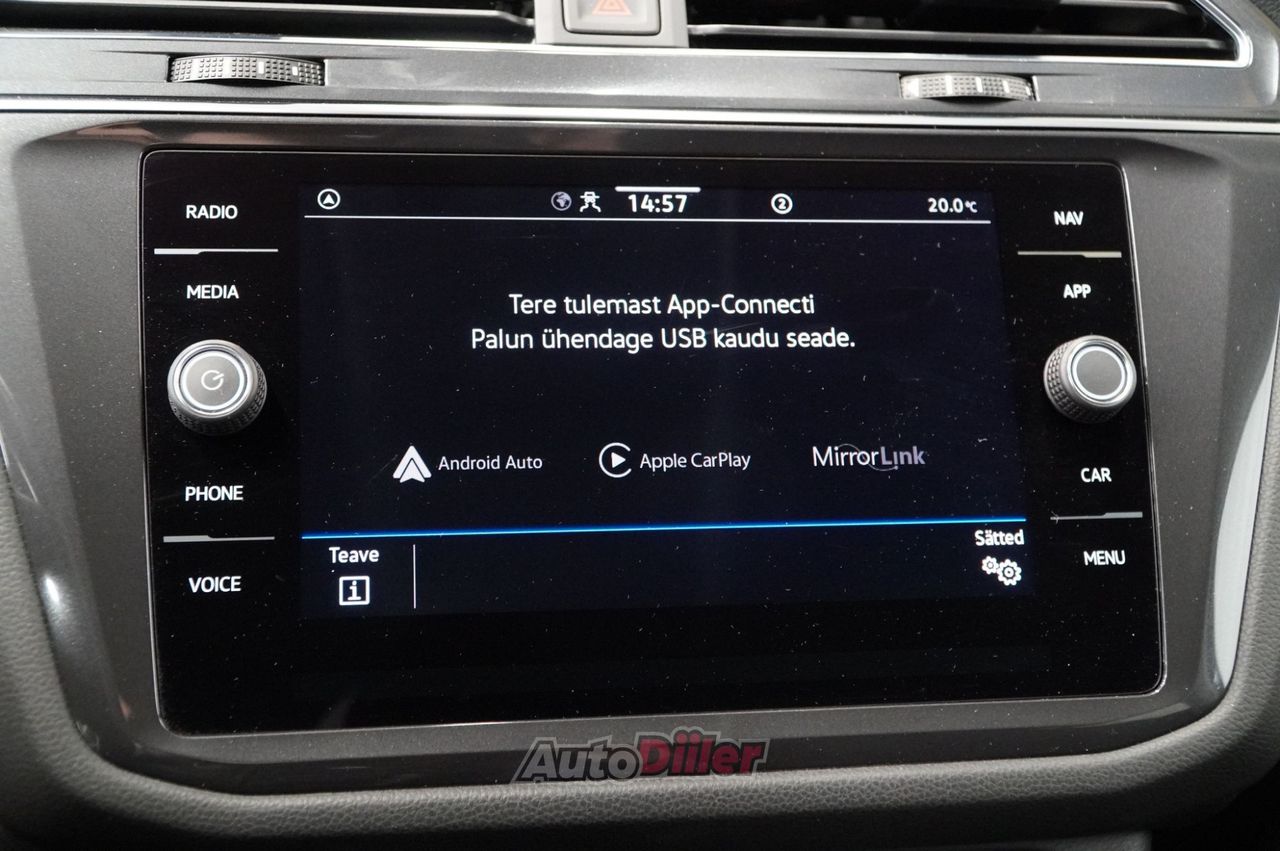 RADIO
MEDIA
PHONE
VOICE
14:57
2
20.0°C
Tere tulemast App-Connecti
Palun ühendage USB kaudu seade.
Android Auto
Apple CarPlay
MirrorLink
Teave
i
Sätted
NAV
APP
CAR
MENU
AutoDiiler